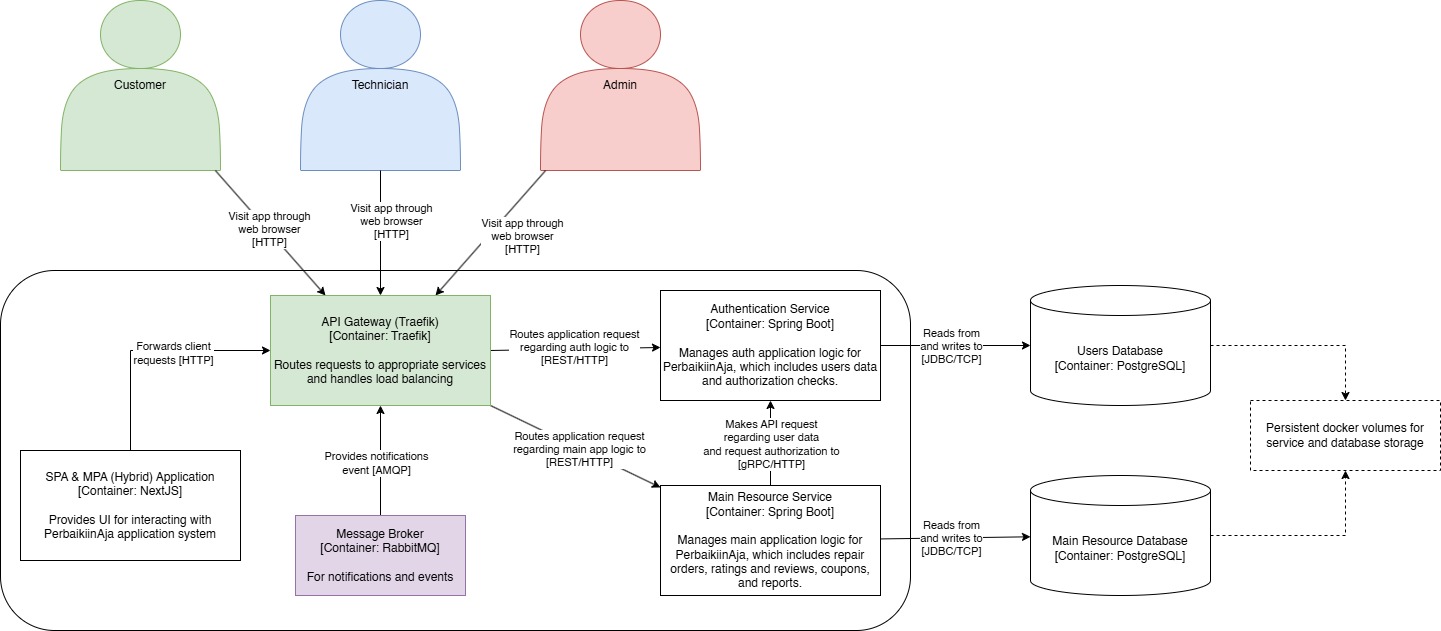 Customer
Technician
Admin
Visit app through
web browser
[HTTP]
Visit app through
web browser
[HTTP]
Visit app through
web browser
[HTTP]
API Gateway (Traefik)
[Container: Traefik]
Routes requests to appropriate services
and handles load balancing
Forwards client
requests [HTTP]
Routes application request
regarding auth logic to
[REST/HTTP]
Authentication Service
[Container: Spring Boot]
Manages auth application logic for
PerbaikiinAja, which includes users data
and authorization checks.
Reads from
and writes to
[JDBC/TCP]
Users Database
[Container: PostgreSQL]
Persistent docker volumes for
service and database storage
Routes application request
regarding main app logic to
[REST/HTTP]
Makes API request
regarding user data
and request authorization to
[gRPC/HTTP]
Provides notifications
event [AMQP]
SPA & MPA (Hybrid) Application
[Container: NextJS]
Provides UI for interacting with
PerbaikiinAja application system
Message Broker
[Container: RabbitMQ]
For notifications and events
Main Resource Service
[Container: Spring Boot]
Manages main application logic for
PerbaikiinAja, which includes repair
orders, ratings and reviews, coupons,
and reports.
Reads from
and writes to
[JDBC/TCP]
Main Resource Database
[Container: PostgreSQL]